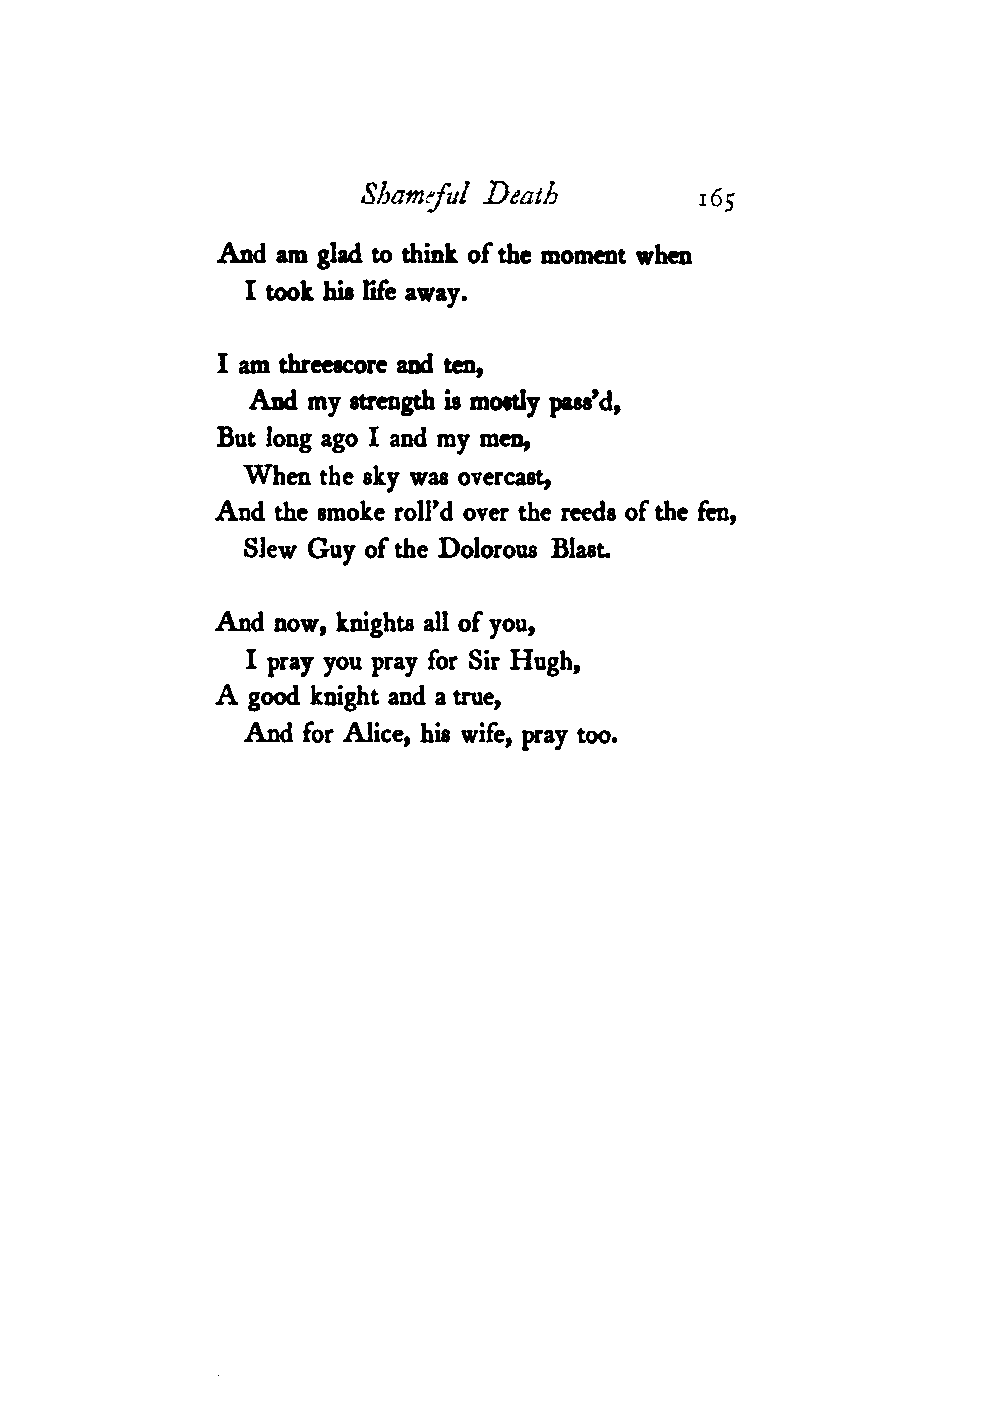 Shameful Death 165
And am glad to think of the moment when
I took his life away.
I am threescore and ten,
And my strength is mostly pass'd,
But long ago I and my men,
When the sky was overcast,
And the smoke roll'd over the reeds of the fen,
Slew Guy of the Dolorous Blast.
And now, knights all of you,
I pray you pray for Sir Hugh,
A good knight and a true,
And for Alice, his wife, pray too.